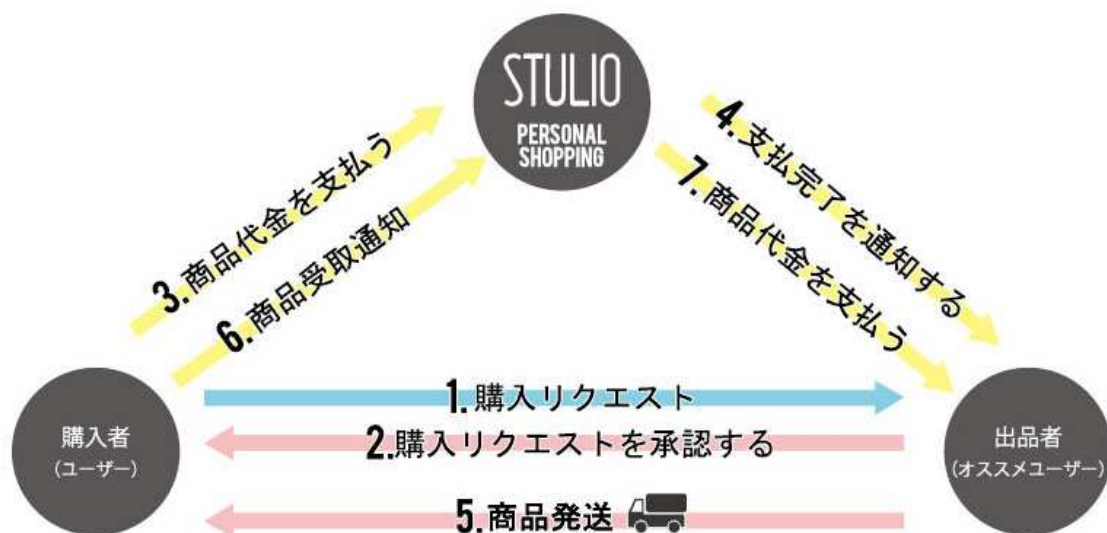 STULIO
PERSONAL
SHOPPING
3.商品代金を支払う
6.商品受取通知
4.支払完了を通知する
7.商品代金を支払う
1.購入リクエスト
2.購入リクエストを承認する
5.商品発送
購入者
(ユーザー)
出品者
(オススメユーザー)